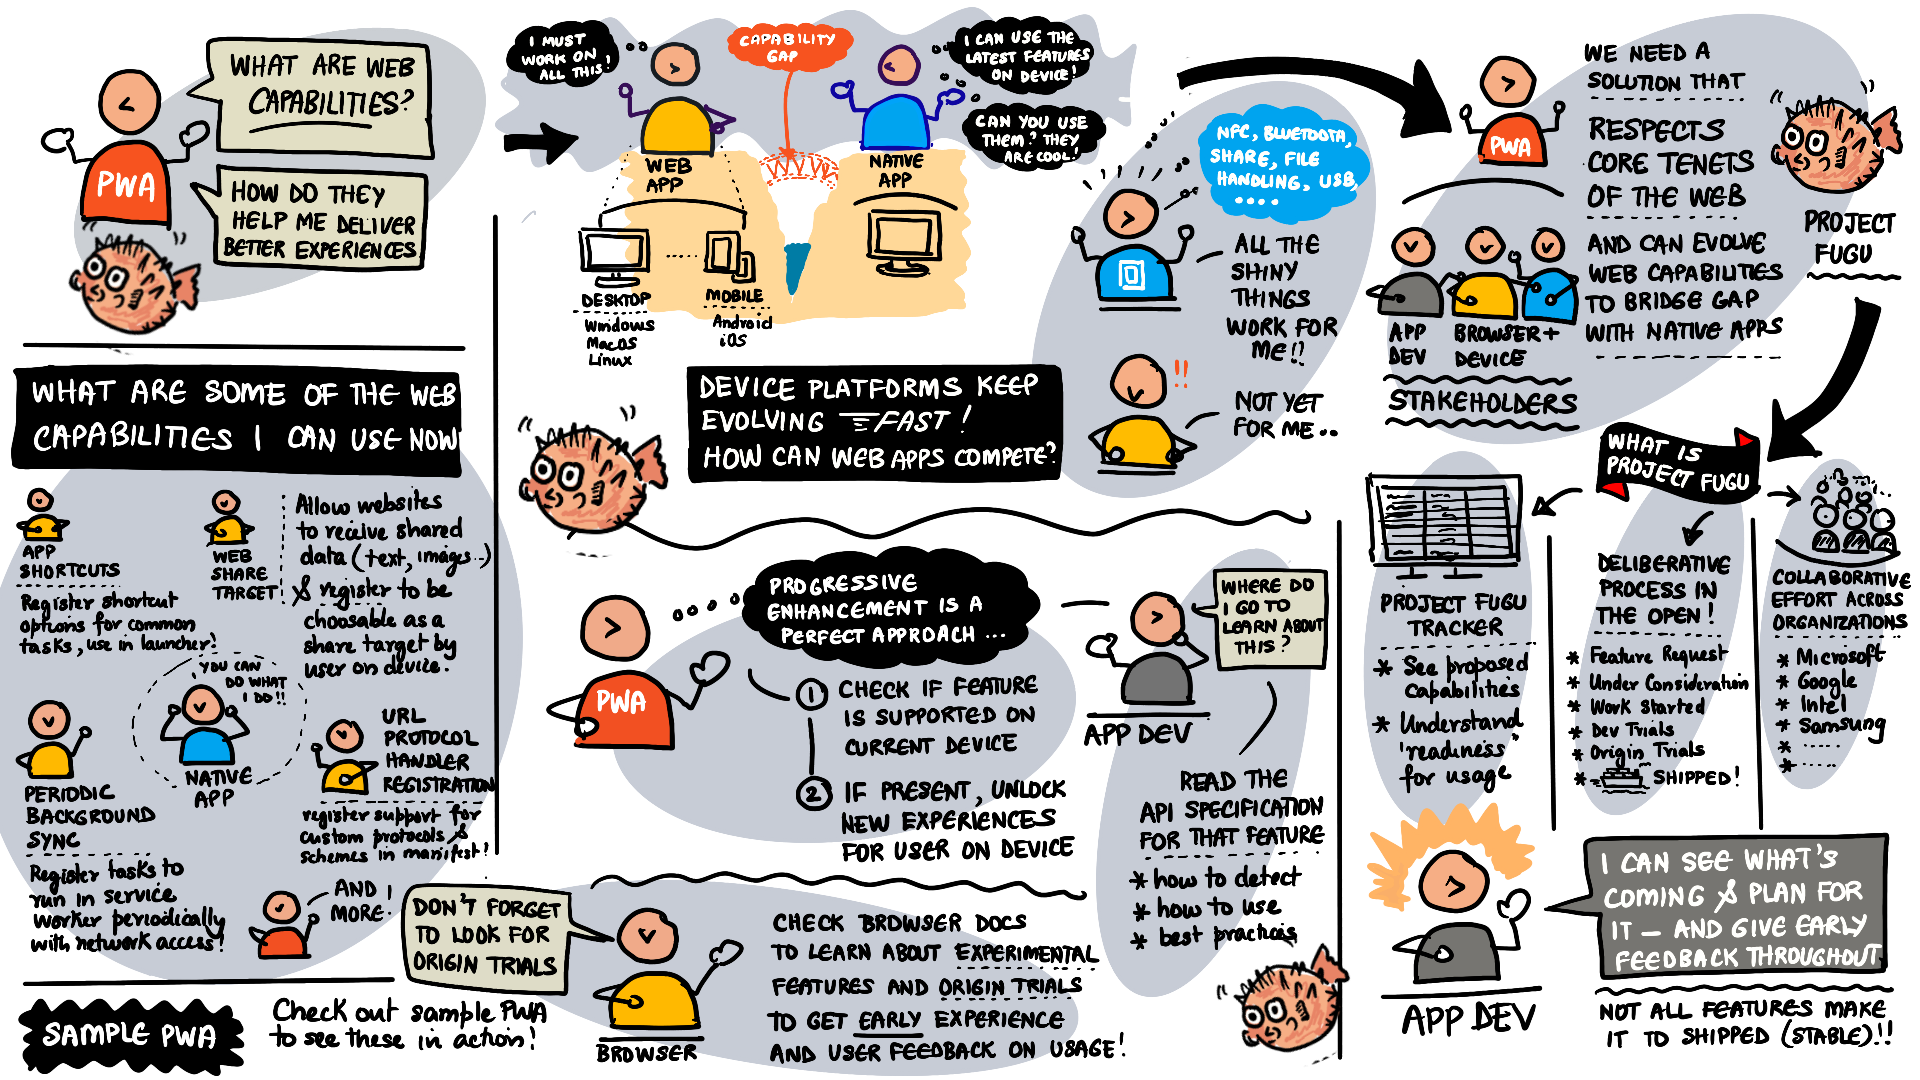 WHAT ARE WEB
CAPABILITIES?
PWA
HOW DO THEY
HELP ME DELIVER
BETTER EXPERIENCES
I MUST
WORK ON
ALL THIS!
CAPABILITY
GAP
I CAN USE THE
LATEST FEATURES
ON DEVICE!
CAN YOU USE
THEM? THEY
ARE COOL!
WEB
APP
NATIVE
APP
DESKTOP
Windows
MacOS
Linux
MOBILE
Android
iOS
DEVICE PLATFORMS KEEP
EVOLVING FAST!
HOW CAN WEB APPS COMPETE?
NFC, BLUETOOTH,
SHARE, FILE
HANDLING, USB,
....
ALL THE
SHINY
THINGS
WORK FOR
ME!!
!!
NOT YET
FOR ME..
PWA
WE NEED A
SOLUTION THAT
RESPECTS
CORE TENETS
OF THE WEB
AND CAN EVOLVE
WEB CAPABILITIES
TO BRIDGE GAP
WITH NATIVE APPS
APP
DEV
BROWSER+
DEVICE
STAKEHOLDERS
PROJECT
FUGU
WHAT IS
PROJECT FUGU
PROJECT FUGU
TRACKER
* See proposed
capabilities
* Understand
"readiness"
for usage
DELIBERATIVE
PROCESS IN
THE OPEN!
* Feature Request
* Under Consideration
* Work Started
* Dev Trials
* Origin Trials
* SHIPPED!
COLLABORATIVE
EFFORT ACROSS
ORGANIZATIONS
* Microsoft
* Google
* Intel
* Samsung
* .....
* .....
I CAN SEE WHAT'S
COMING & PLAN FOR
IT — AND GIVE EARLY
FEEDBACK THROUGHOUT
APP DEV
NOT ALL FEATURES MAKE
IT TO SHIPPED (STABLE)!!
PROGRESSIVE
ENHANCEMENT IS A
PERFECT APPROACH ...
PWA
1 CHECK IF FEATURE
IS SUPPORTED ON
CURRENT DEVICE
2 IF PRESENT, UNLOCK
NEW EXPERIENCES
FOR USER ON DEVICE
WHERE DO
I GO TO
LEARN ABOUT
THIS?
APP DEV
READ THE
API SPECIFICATION
FOR THAT FEATURE
* how to detect
* how to use
* best practices
DON'T FORGET
TO LOOK FOR
ORIGIN TRIALS
BROWSER
CHECK BROWSER DOCS
TO LEARN ABOUT EXPERIMENTAL
FEATURES AND ORIGIN TRIALS
TO GET EARLY EXPERIENCE
AND USER FEEDBACK ON USAGE!
WHAT ARE SOME OF THE WEB
CAPABILITIES I CAN USE NOW
APP
SHORTCUTS
Register shortcut
options for common
tasks, use in launcher!
WEB
SHARE
TARGET
Allow websites
to receive shared
data (text, images..)
& register to be
choosable as a
share target by
user on device.
YOU CAN
DO WHAT
I DO!!
NATIVE
APP
PERIODIC
BACKGROUND
SYNC
Register tasks to
run in service
worker periodically
with network access!
URL
PROTOCOL
HANDLER
REGISTRATION
register support for
custom protocols &
schemes in manifest!
AND
MORE!
SAMPLE PWA
Check out sample PWA
to see these in action!